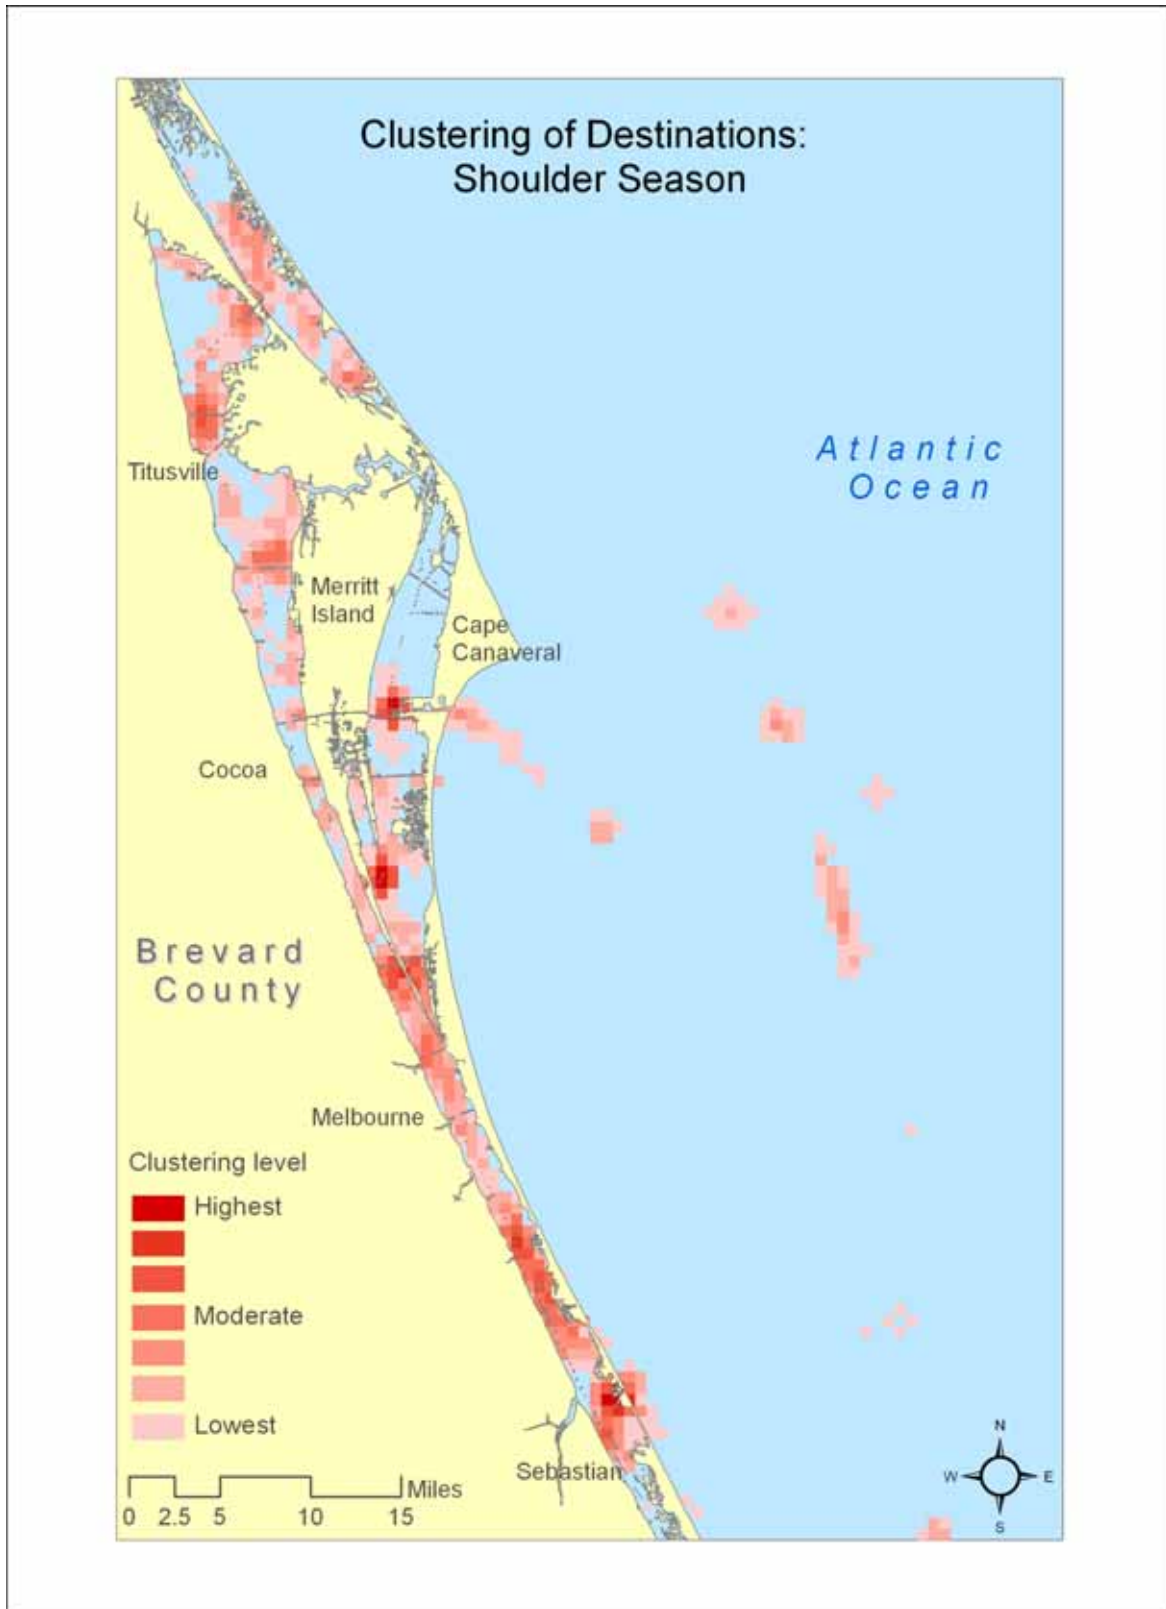 Clustering of Destinations:
Shoulder Season
Atlantic
Ocean
Titusville
Merritt
Island
Cape
Canaveral
Cocoa
Brevard
County
Melbourne
Clustering level
Highest
Moderate
Lowest
Sebastian
Miles
0 2.5 5 10 15
N
W E
S